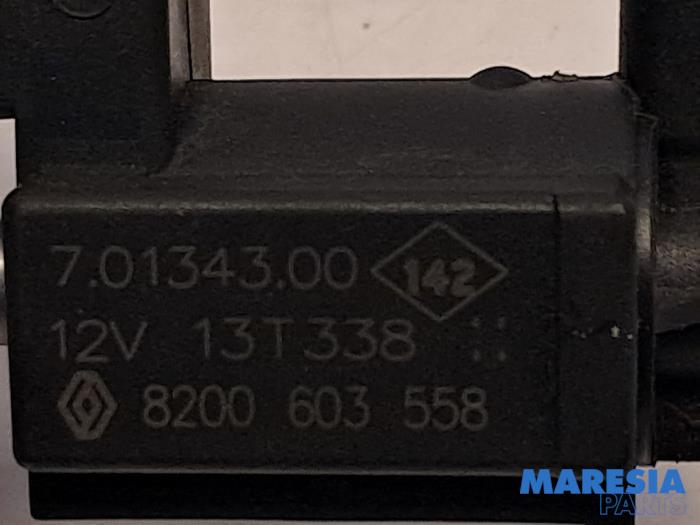 7.01343.00 142
12V 13T338
8200 603 558
MARESIA
PARTS